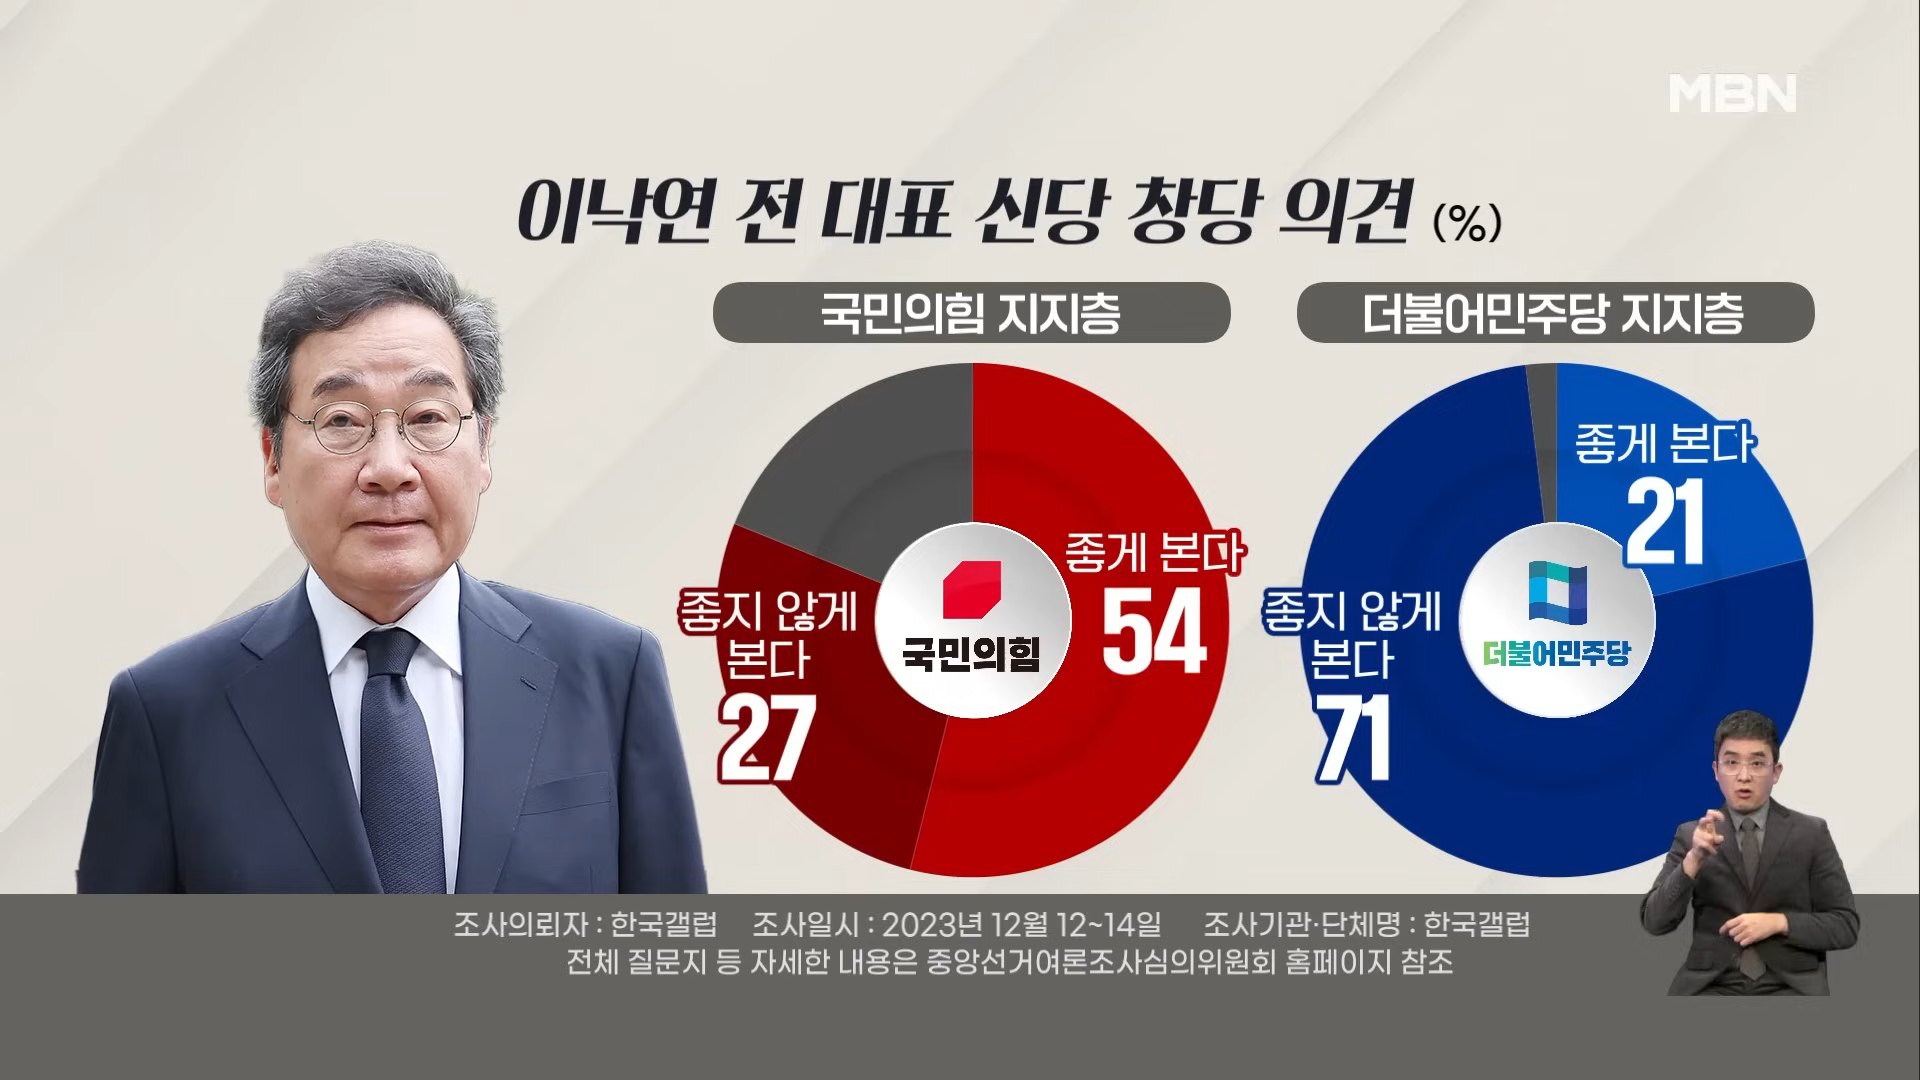 MBN
이낙연 전 대표 신당 창당 의견 (%)
국민의힘 지지층
좋게 본다
54
좋지 않게
본다
27
국민의힘
더불어민주당 지지층
좋게 본다
21
좋지 않게
본다
71
더불어민주당
조사의뢰자 : 한국갤럽 조사일시 : 2023년 12월 12~14일 조사기관·단체명 : 한국갤럽
전체 질문지 등 자세한 내용은 중앙선거여론조사심의위원회 홈페이지 참조